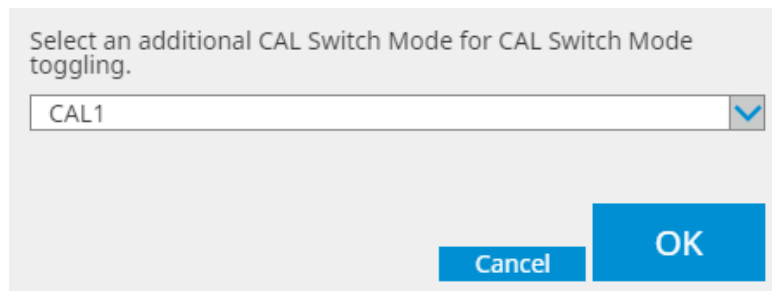 Select an additional CAL Switch Mode for CAL Switch Mode
toggling.
CAL1
Cancel
OK